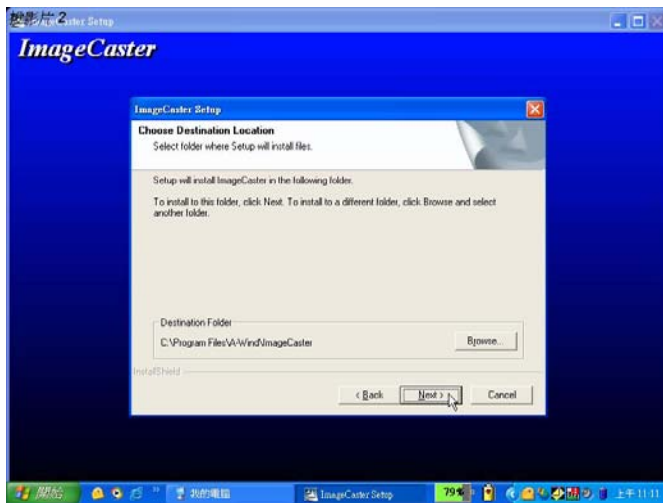 ImageCaster Setup
ImageCaster
ImageCaster Setup
Choose Destination Location
Select folder where Setup will install files.
Setup will install ImageCaster in the following folder.
To install to this folder, click Next. To install to a different folder, click Browse and select
another folder.
Destination Folder
C:\Program Files\A-Wind\ImageCaster
Browse...
InstallShield
< Back
Next >
Cancel
開始
我的電腦
ImageCaster Setup
79%
上午 11:11